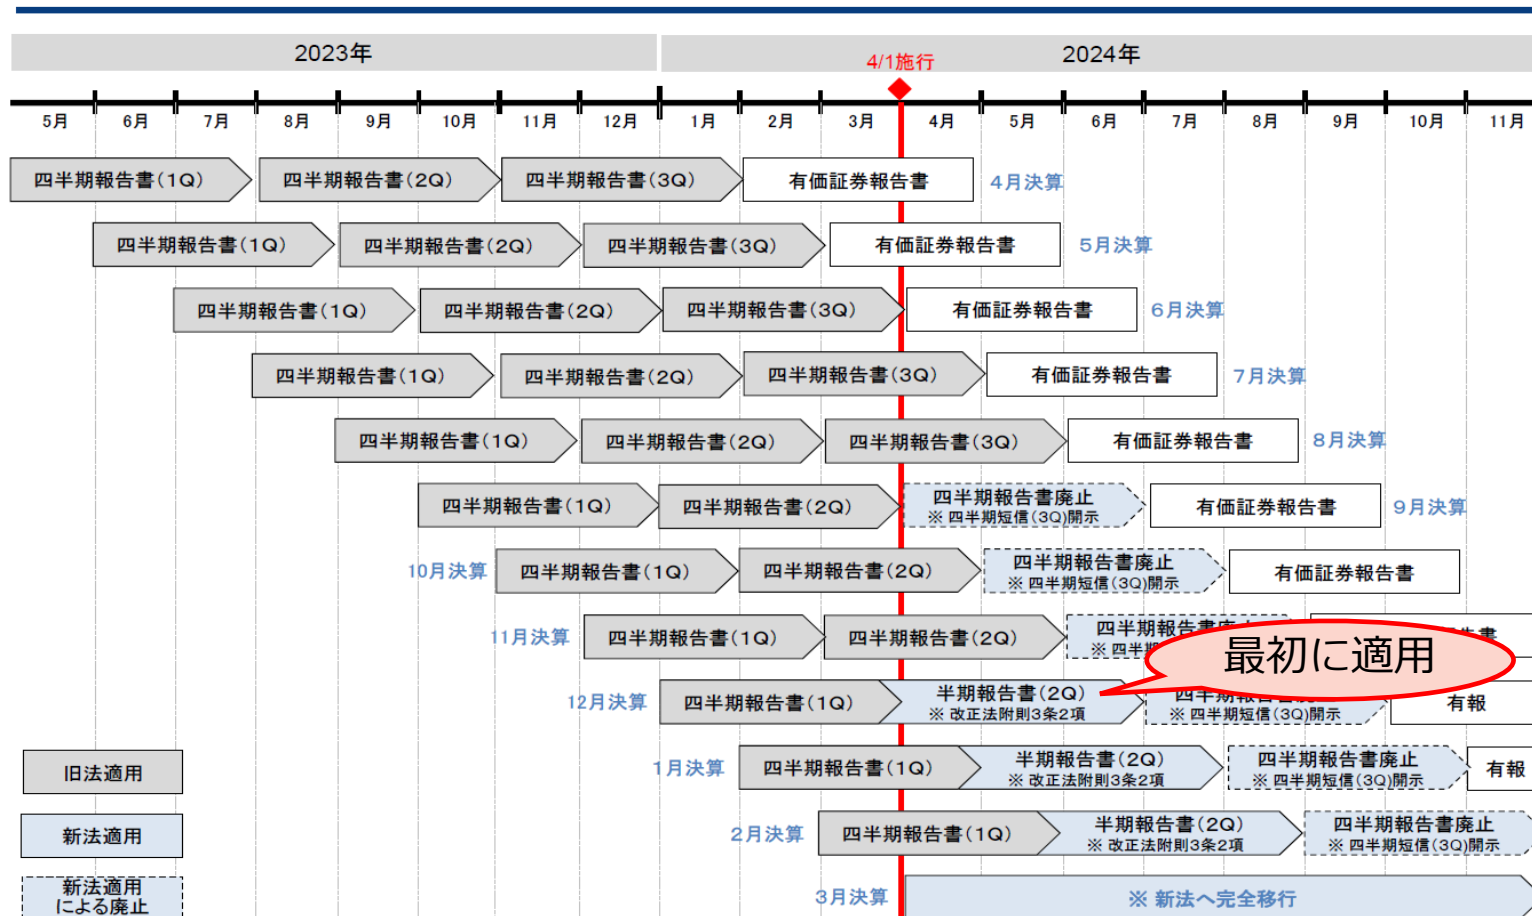 2023年
2024年
4/1施行
5月 6月 7月 8月 9月 10月 11月 12月 1月 2月 3月 4月 5月 6月 7月 8月 9月 10月 11月
四半期報告書(1Q) 四半期報告書(2Q) 四半期報告書(3Q) 有価証券報告書 4月決算
四半期報告書(1Q) 四半期報告書(2Q) 四半期報告書(3Q) 有価証券報告書 5月決算
四半期報告書(1Q) 四半期報告書(2Q) 四半期報告書(3Q) 有価証券報告書 6月決算
四半期報告書(1Q) 四半期報告書(2Q) 四半期報告書(3Q) 有価証券報告書 7月決算
四半期報告書(1Q) 四半期報告書(2Q) 四半期報告書(3Q) 有価証券報告書 8月決算
四半期報告書(1Q) 四半期報告書(2Q) 四半期報告書廃止 有価証券報告書 9月決算
※ 四半期短信(3Q)開示
10月決算 四半期報告書(1Q) 四半期報告書(2Q) 四半期報告書廃止 有価証券報告書
※ 四半期短信(3Q)開示
11月決算 四半期報告書(1Q) 四半期報告書(2Q) 四半期報告書
※ 四半
最初に適用
12月決算 四半期報告書(1Q) 半期報告書(2Q) 有報
※ 改正法附則3条2項 ※ 四半期短信(3Q)開示
1月決算 四半期報告書(1Q) 半期報告書(2Q) 四半期報告書廃止 有報
※ 改正法附則3条2項 ※ 四半期短信(3Q)開示
2月決算 四半期報告書(1Q) 半期報告書(2Q) 四半期報告書廃止
※ 改正法附則3条2項 ※ 四半期短信(3Q)開示
3月決算 ※ 新法へ完全移行
旧法適用
新法適用
新法適用
による廃止